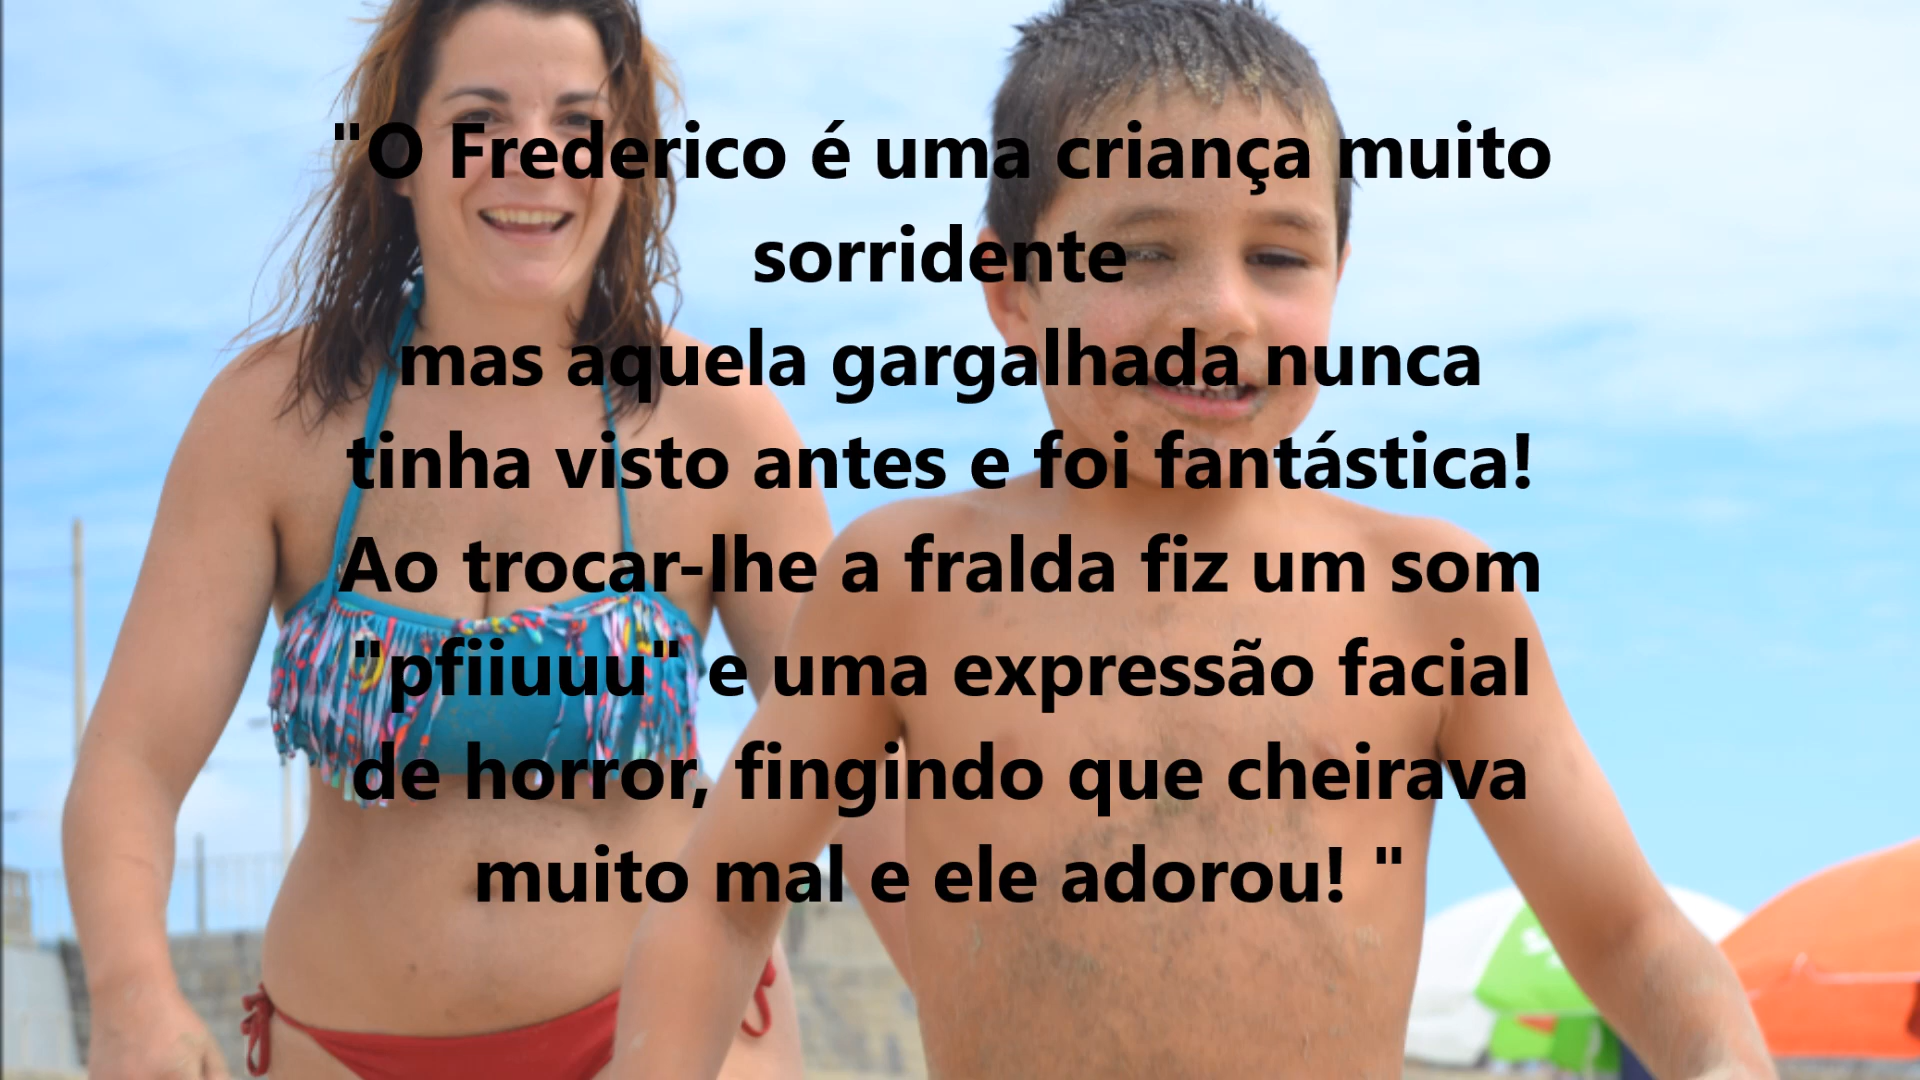 "O Frederico é uma criança muito
sorridente
mas aquela gargalhada nunca
tinha visto antes e foi fantástica!
Ao trocar-lhe a fralda fiz um som
"pfiiuuu" e uma expressão facial
de horror, fingindo que cheirava
muito mal e ele adorou! "